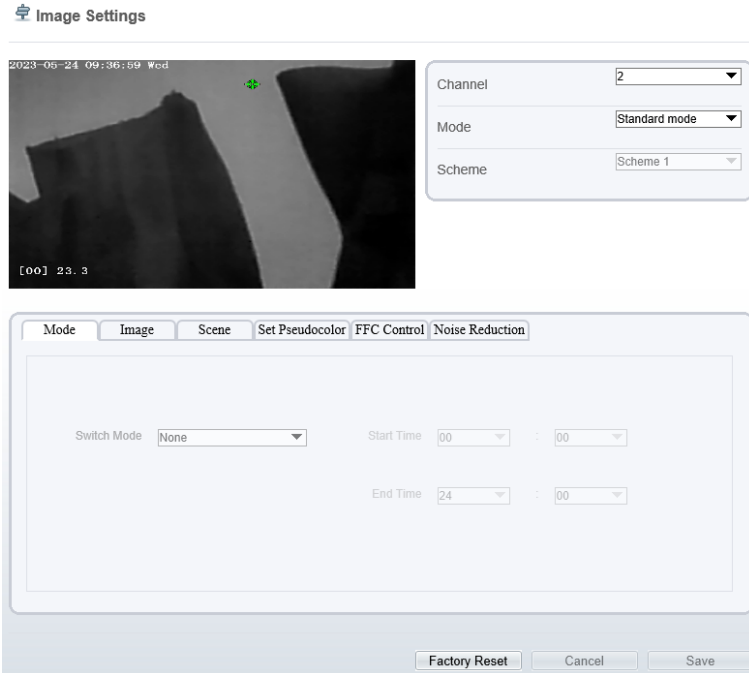 Image Settings
2023-05-24 09:36:59 Wed
[00] 23.3
Channel 2
Mode Standard mode
Scheme Scheme 1
Mode Image Scene Set Pseudocolor FFC Control Noise Reduction
Switch Mode None Start Time 00 : 00
End Time 24 : 00
Factory Reset Cancel Save